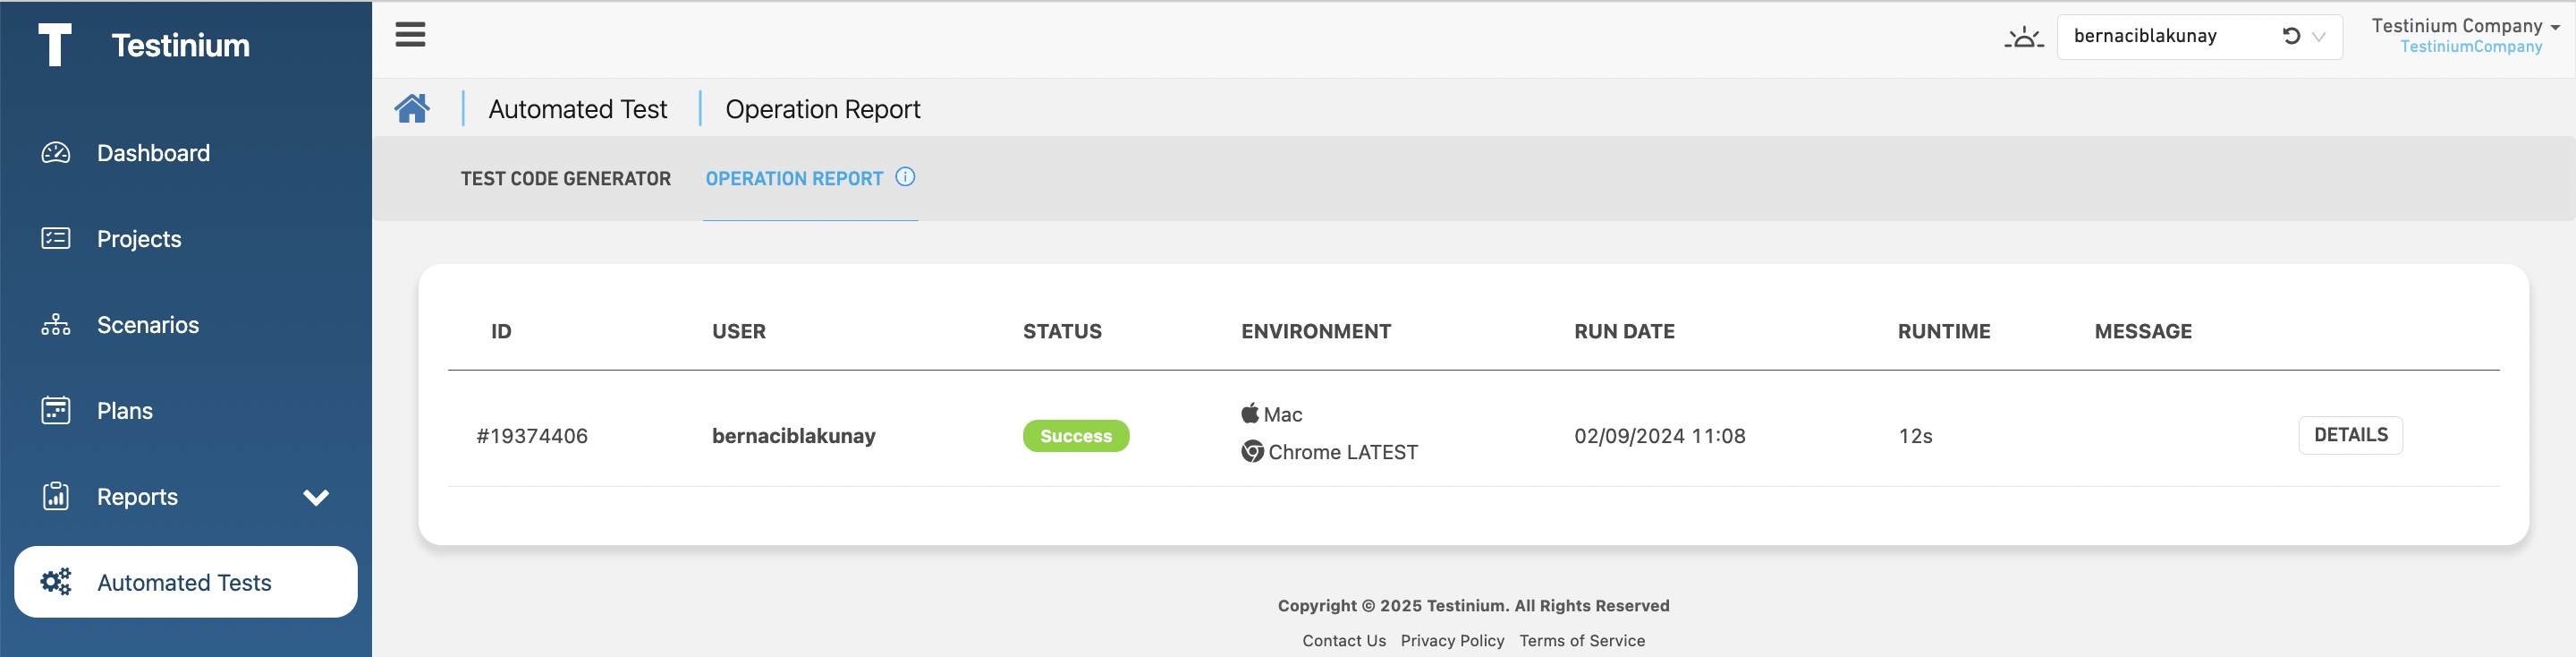 T Testinium
Dashboard
Projects
Scenarios
Plans
Reports
Automated Tests
bernaciblakunay
Testinium Company
TestiniumCompany
Automated Test
Operation Report
TEST CODE GENERATOR
OPERATION REPORT
ID USER STATUS ENVIRONMENT RUN DATE RUNTIME MESSAGE
#19374406 bernaciblakunay Success Mac 02/09/2024 11:08 12s DETAILS
Chrome LATEST
Copyright © 2025 Testinium. All Rights Reserved
Contact Us Privacy Policy Terms of Service